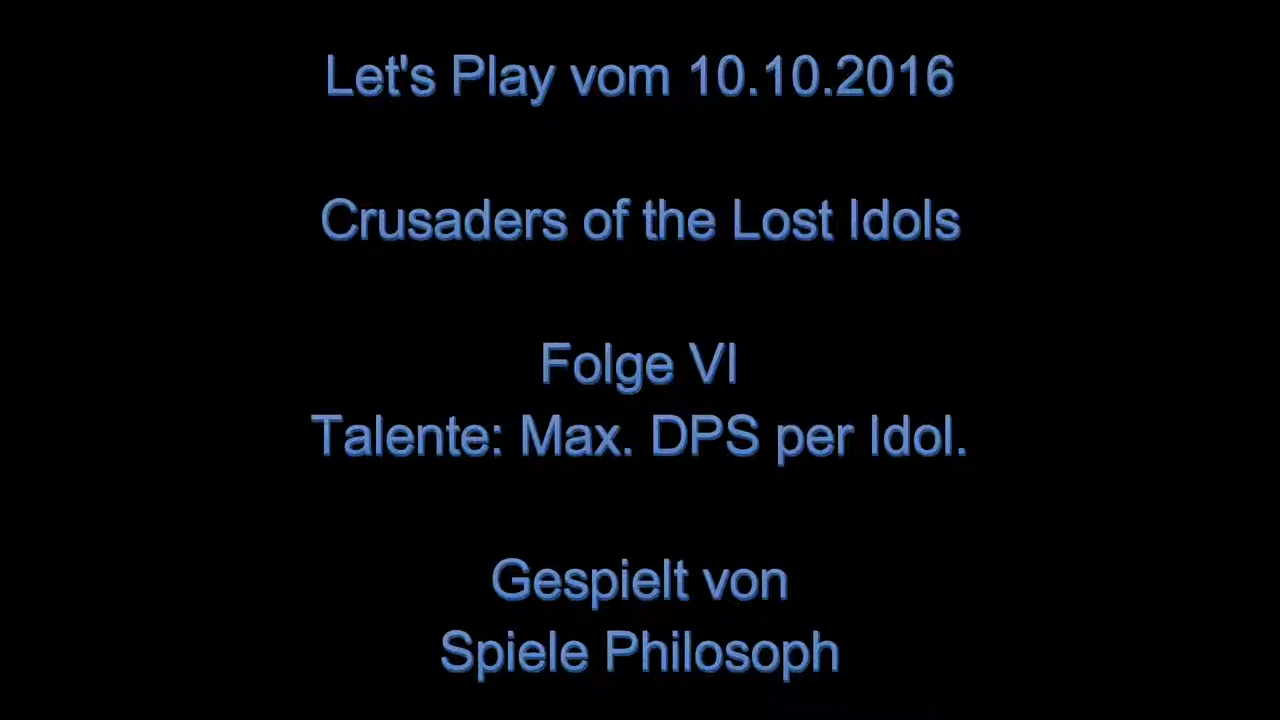 Let's Play vom 10.10.2016
Crusaders of the Lost Idols
Folge VI
Talente: Max. DPS per Idol.
Gespielt von
Spiele Philosoph